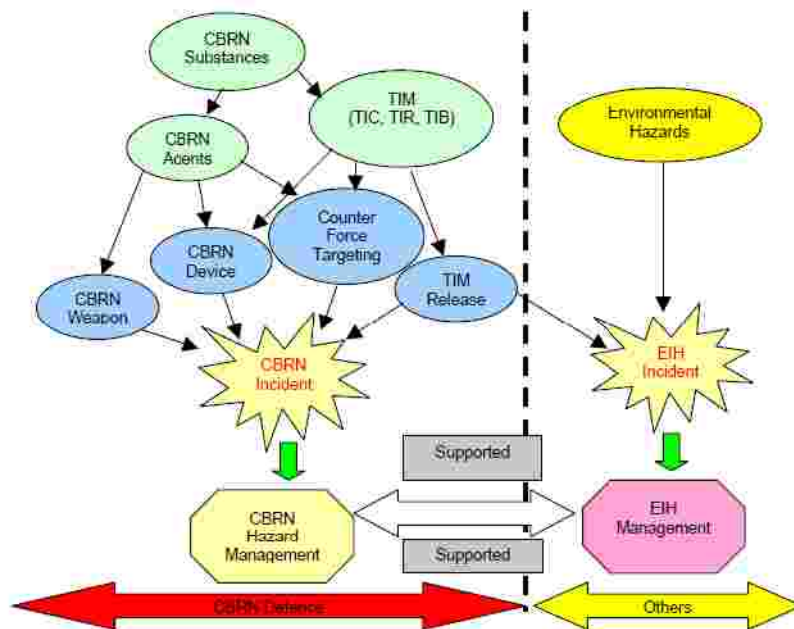 CBRN
Substances
TIM
(TIC, TIR, TIB)
Environmental
Hazards
CBRN
Acents
Counter
Force
Targeting
CBRN
Device
TIM
Release
CBRN
Weapon
CBRN
Incident
EIH
Incident
Supported
CBRN
Hazard
Management
EIH
Management
Supported
CBRN Defence
Others